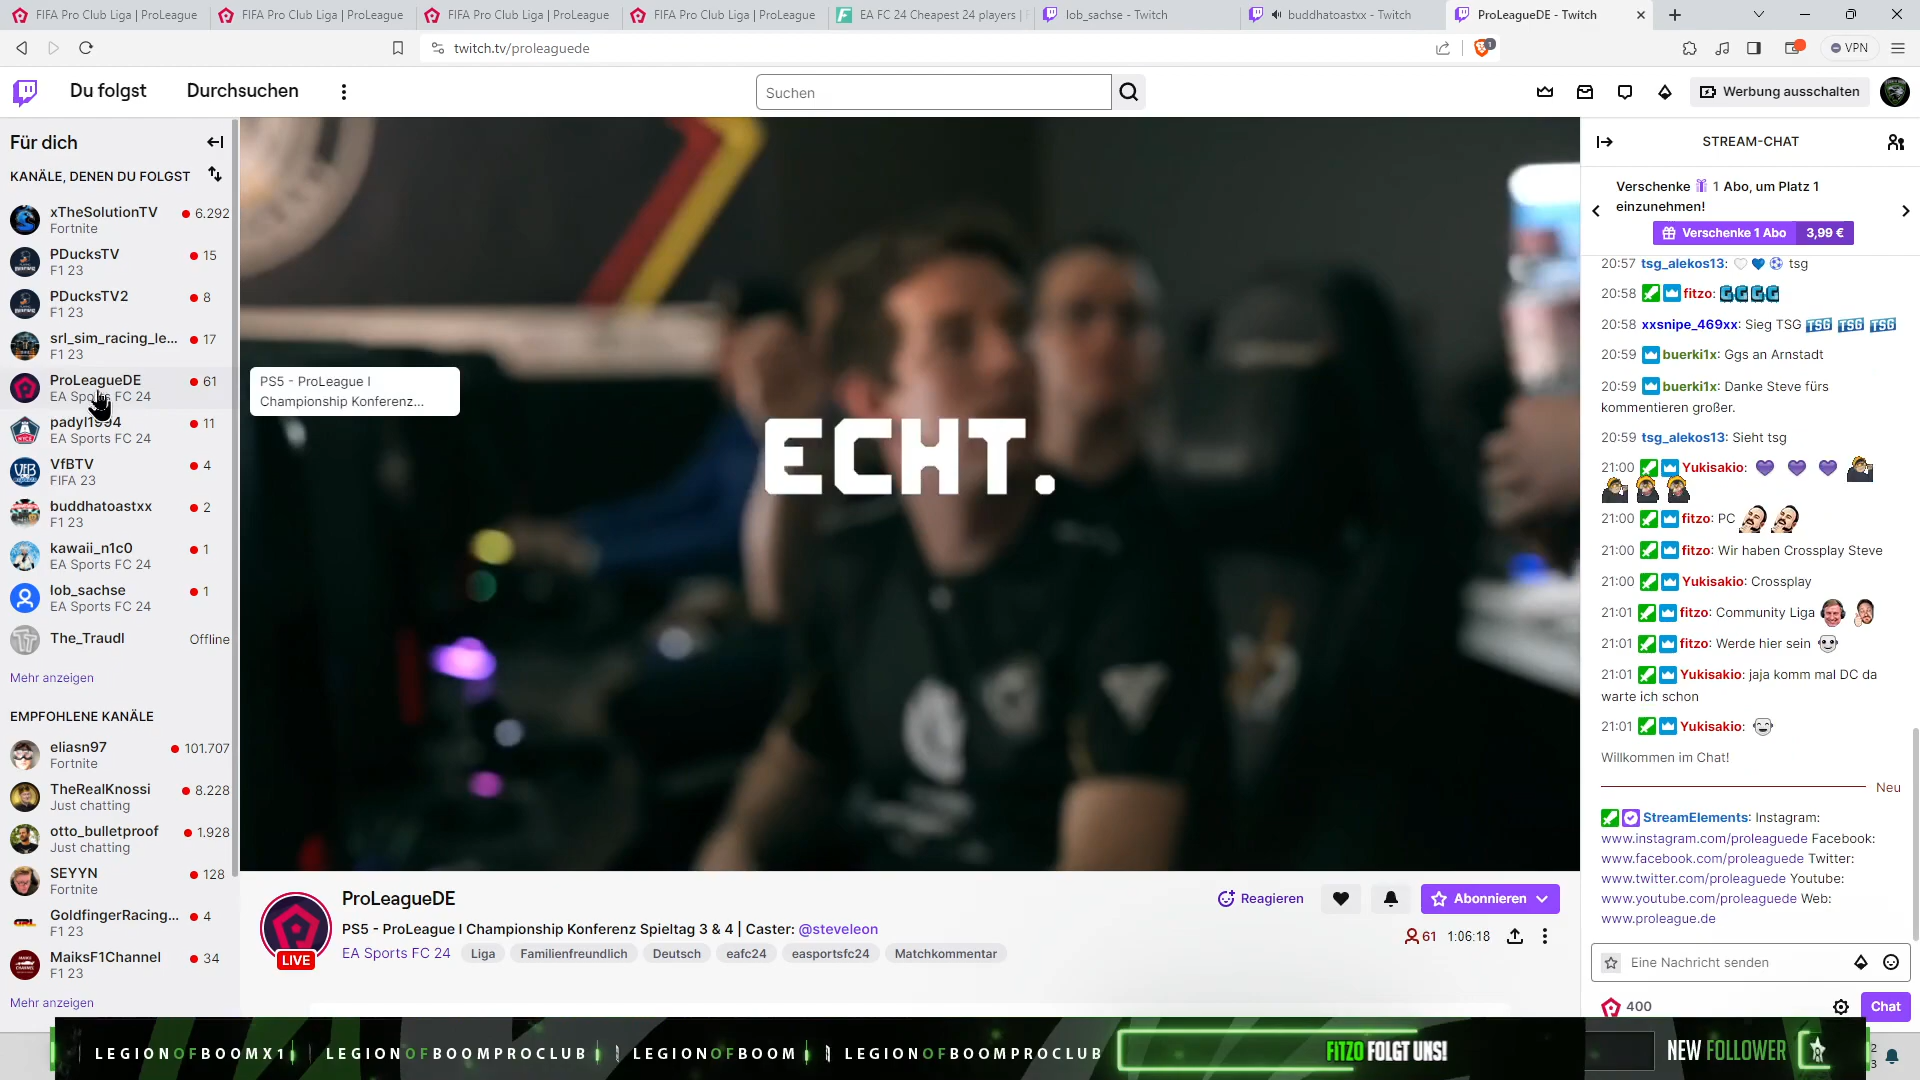 FIFA Pro Club Liga | ProLeague
FIFA Pro Club Liga | ProLeague
FIFA Pro Club Liga | ProLeague
FIFA Pro Club Liga | ProLeague
EA FC 24 Cheapest 24 players |
lob_sachse - Twitch
buddhatoastxx - Twitch
ProLeagueDE - Twitch
twitch.tv/proleaguede
1
VPN
Du folgst
Durchsuchen
Suchen
Werbung ausschalten
Für dich
KANÄLE, DENEN DU FOLGST
xTheSolutionTV
6.292
Fortnite
PDucksTV
15
F1 23
PDucksTV2
8
F1 23
srl_sim_racing_le...
17
F1 23
ProLeagueDE
61
EA Sports FC 24
padyl1994
11
EA Sports FC 24
VfBTV
4
FIFA 23
buddhatoastxx
2
F1 23
kawaii_n1c0
1
EA Sports FC 24
lob_sachse
1
EA Sports FC 24
The_Traudl
Offline
Mehr anzeigen
EMPFOHLENE KANÄLE
eliasn97
101.707
Fortnite
TheRealKnossi
8.228
Just chatting
otto_bulletproof
1.928
Just chatting
SEYYN
128
Fortnite
GoldfingerRacing...
4
F1 23
MaiksF1Channel
34
F1 23
Mehr anzeigen
PS5 - ProLeague I
Championship Konferenz...
ECHT.
ProLeagueDE
LIVE
PS5 - ProLeague I Championship Konferenz Spieltag 3 & 4 | Caster: @steveleon
EA Sports FC 24
Liga
Familienfreundlich
Deutsch
eafc24
easportsfc24
Matchkommentar
Reagieren
Abonnieren
61
1:06:18
STREAM-CHAT
Verschenke 1 Abo, um Platz 1
einzunehmen!
Verschenke 1 Abo
3,99 €
20:57 tsg_alekos13: tsg
20:58 fitzo: GGGG
20:58 xxsnipe_469xx: Sieg TSG TSG TSG TSG
20:59 buerki1x: Ggs an Arnstadt
20:59 buerki1x: Danke Steve fürs
kommentieren großer.
20:59 tsg_alekos13: Sieht tsg
21:00 Yukisakio:
21:00 fitzo: PC
21:00 fitzo: Wir haben Crossplay Steve
21:00 Yukisakio: Crossplay
21:01 fitzo: Community Liga
21:01 fitzo: Werde hier sein
21:01 Yukisakio: jaja komm mal DC da
warte ich schon
21:01 Yukisakio:
Willkommen im Chat!
Neu
StreamElements: Instagram:
www.instagram.com/proleaguede Facebook:
www.facebook.com/proleaguede Twitter:
www.twitter.com/proleaguede Youtube:
www.youtube.com/proleaguede Web:
www.proleague.de
Eine Nachricht senden
400
Chat
LEGIONOFBOOMX1
LEGIONOFBOOMPROCLUB
LEGIONOFBOOM
LEGIONOFBOOMPROCLUB
FITZO FOLGT UNS!
NEW FOLLOWER